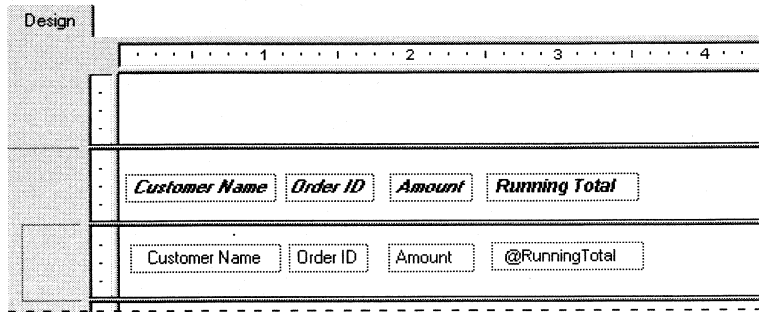 Design
1 2 3 4
Customer Name Order ID Amount Running Total
Customer Name Order ID Amount @RunningTotal